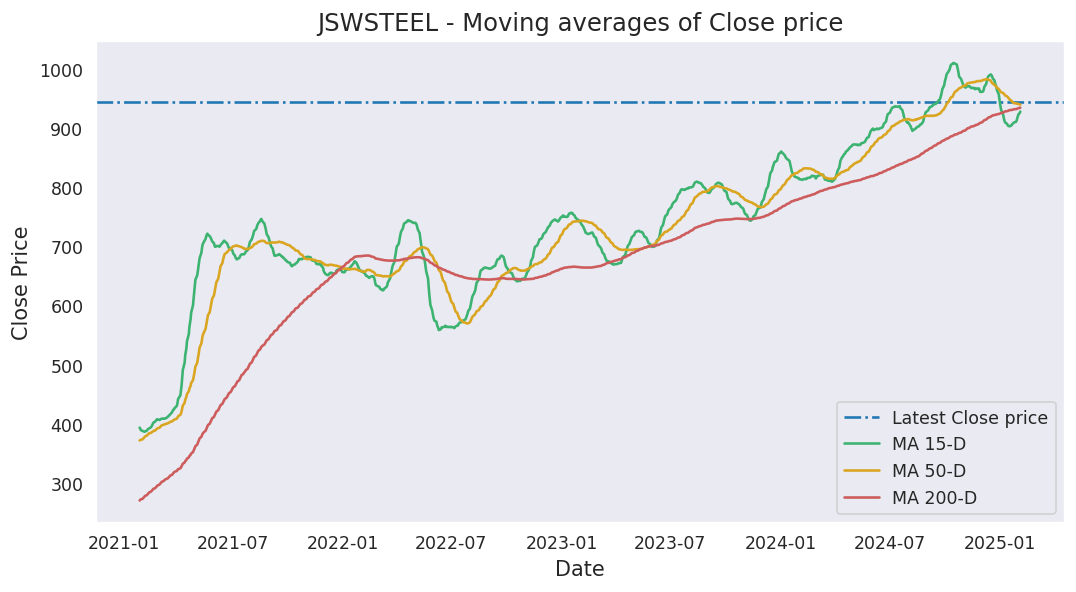 JSWSTEEL - Moving averages of Close price
Close Price
1000
900
800
700
600
500
400
300
2021-01 2021-07 2022-01 2022-07 2023-01 2023-07 2024-01 2024-07 2025-01
Date
Latest Close price
MA 15-D
MA 50-D
MA 200-D